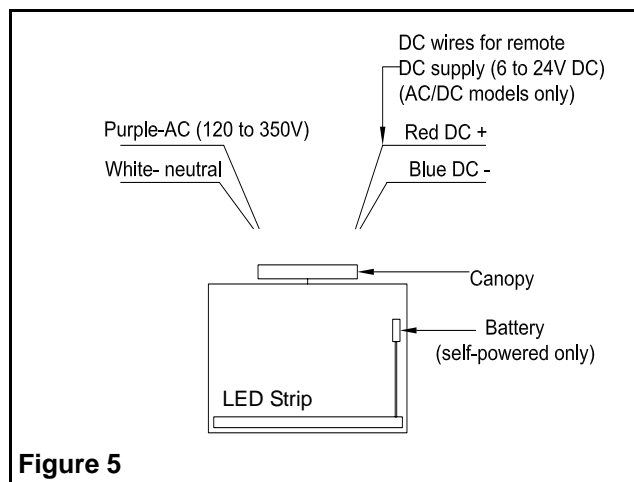 DC wires for remote
DC supply (6 to 24V DC)
(AC/DC models only)
Purple-AC (120 to 350V)
Red DC +
White- neutral
Blue DC -
Canopy
Battery
(self-powered only)
LED Strip
Figure 5